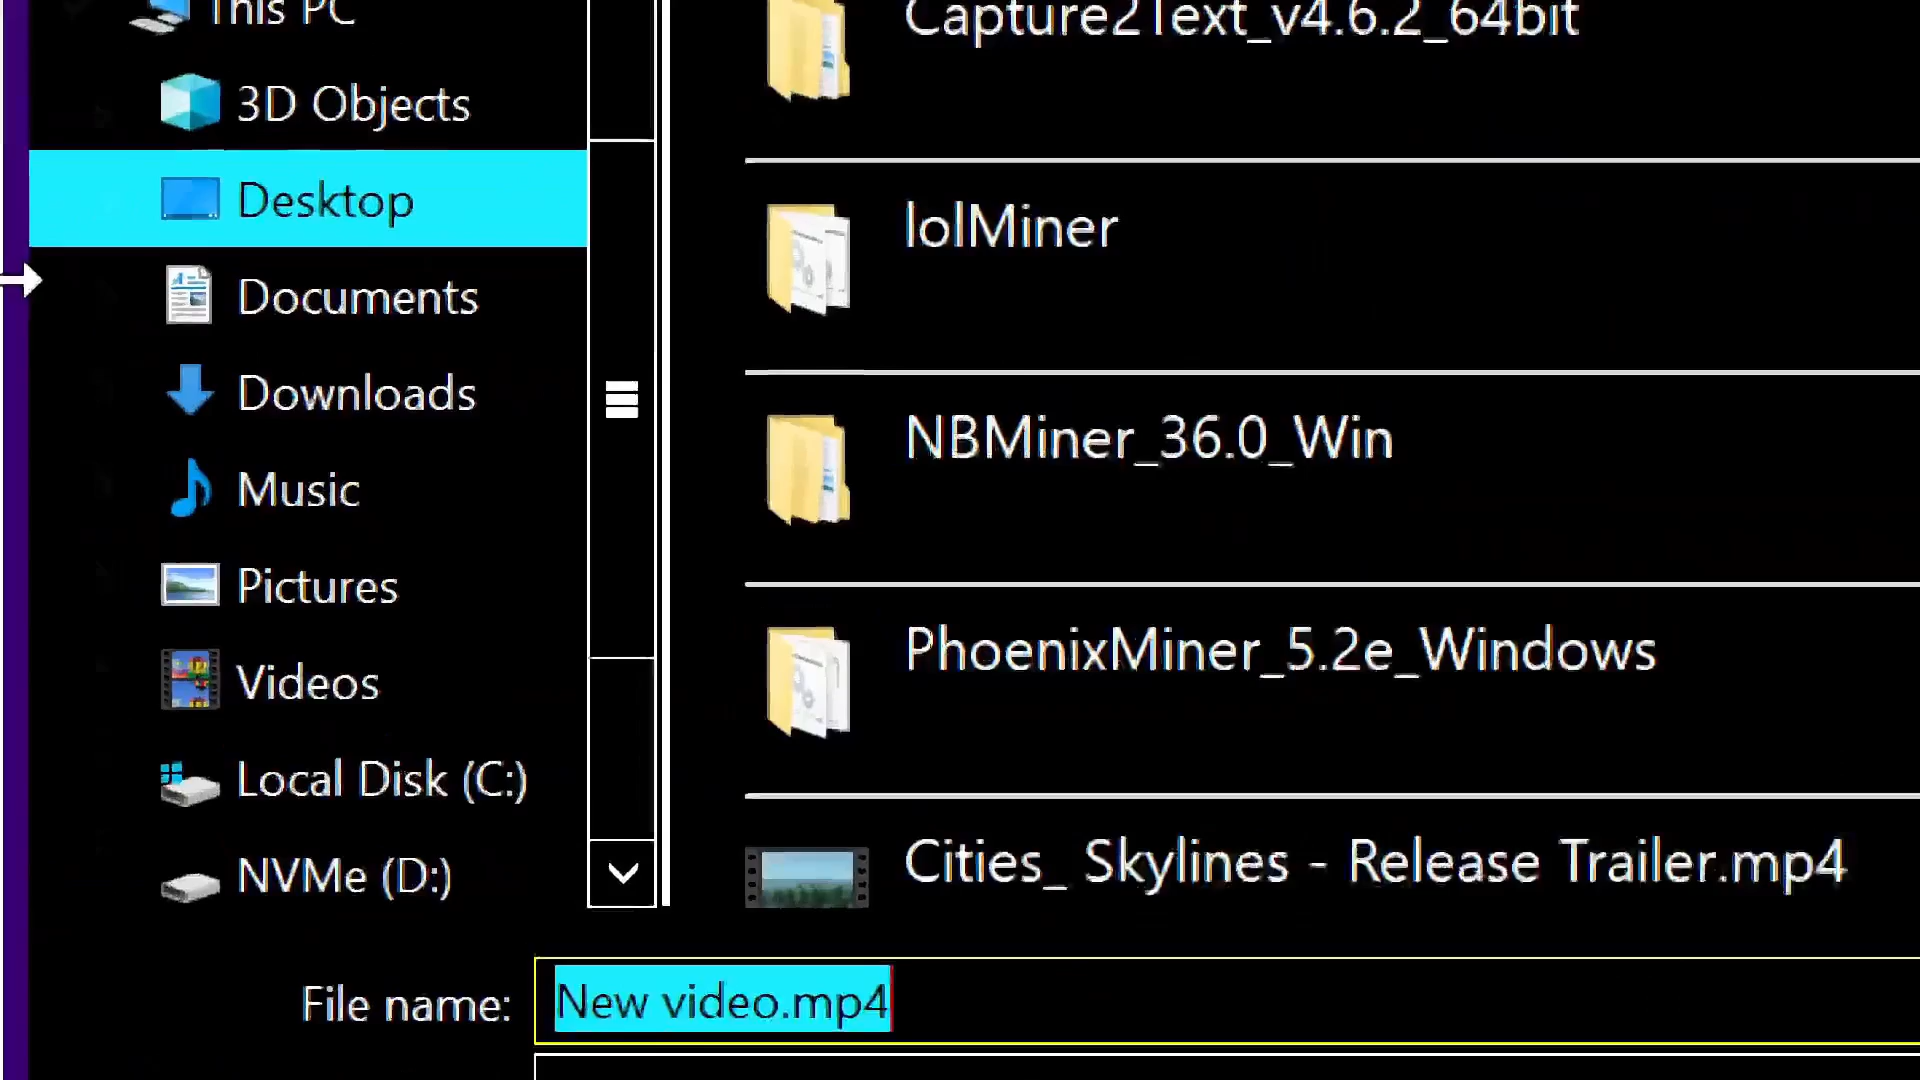 This PC
3D Objects
Desktop
Documents
Downloads
Music
Pictures
Videos
Local Disk (C:)
NVMe (D:)
Capture2Text_v4.6.2_64bit
lolMiner
NBMiner_36.0_Win
PhoenixMiner_5.2e_Windows
Cities_ Skylines - Release Trailer.mp4
File name: New video.mp4